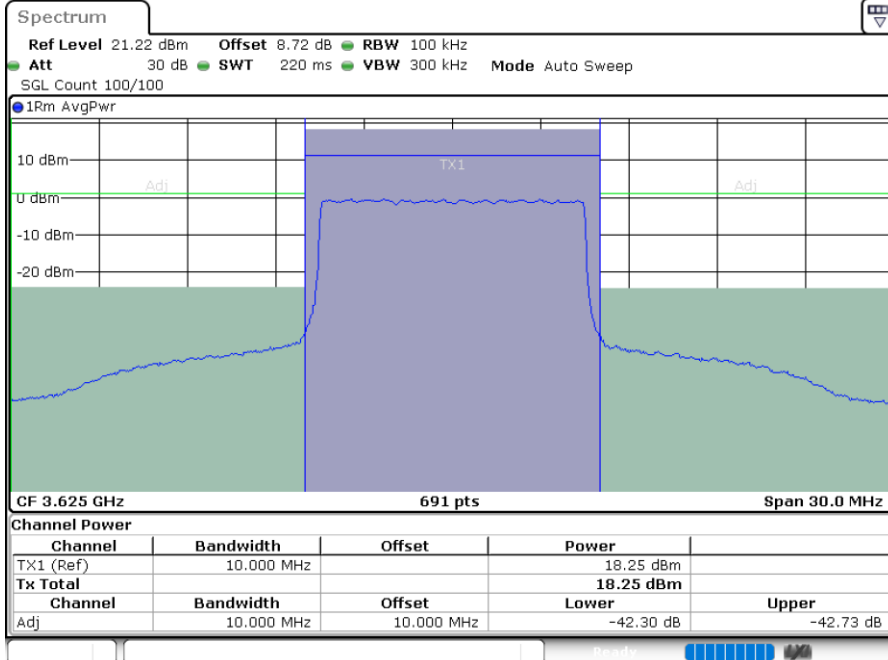 Spectrum
Ref Level 21.22 dBm Offset 8.72 dB RBW 100 kHz
Att 30 dB SWT 220 ms VBW 300 kHz Mode Auto Sweep
SGL Count 100/100
1Rm AvgPwr
10 dBm
TX1
Adj Adj
0 dBm
-10 dBm
-20 dBm
CF 3.625 GHz 691 pts Span 30.0 MHz
Channel Power
Channel Bandwidth Offset Power
TX1 (Ref) 10.000 MHz 18.25 dBm
Tx Total 18.25 dBm
Channel Bandwidth Offset Lower Upper
Adj 10.000 MHz 10.000 MHz -42.30 dB -42.73 dB
Ready